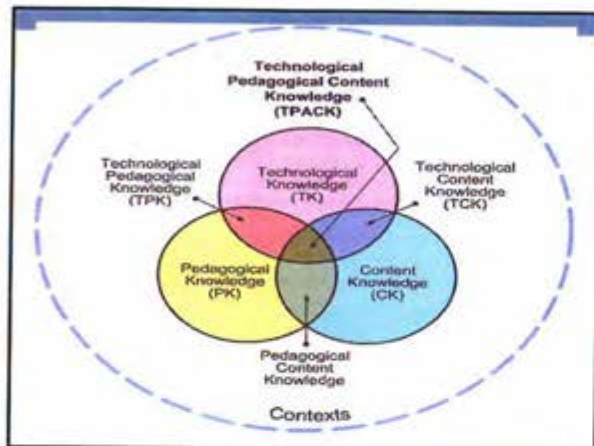 Technological
Pedagogical Content
Knowledge
(TPACK)
Technological
Pedagogical
Knowledge
(TPK)
Technological
Knowledge
(TK)
Technological
Content
Knowledge
(TCK)
Pedagogical
Knowledge
(PK)
Content
Knowledge
(CK)
Pedagogical
Content
Knowledge
Contexts